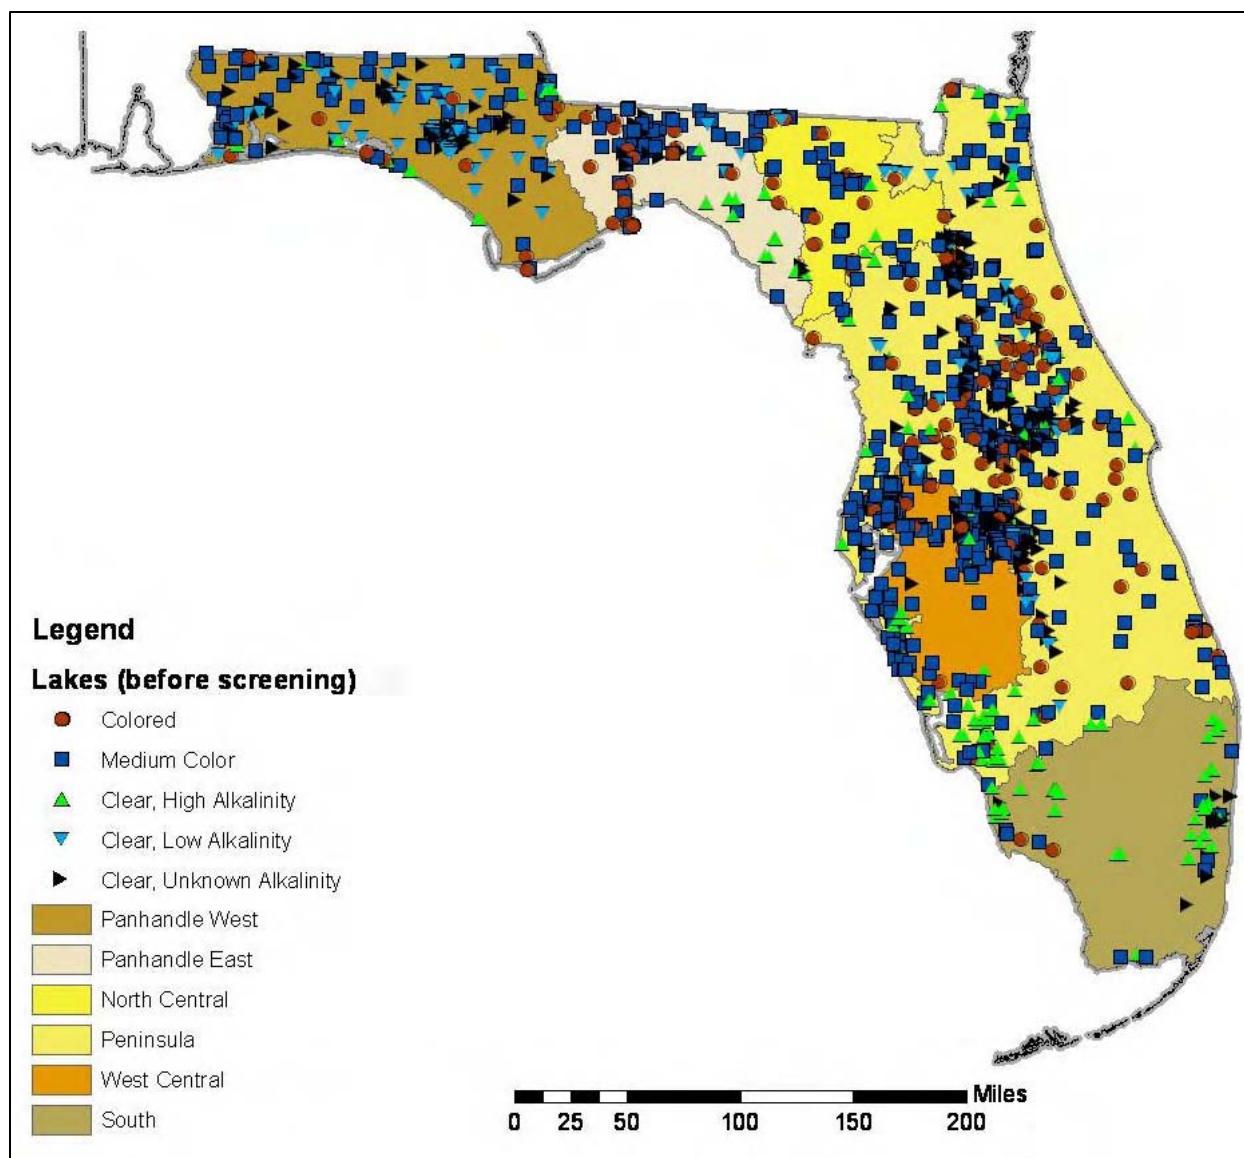 Legend
Lakes (before screening)
Colored
Medium Color
Clear, High Alkalinity
Clear, Low Alkalinity
Clear, Unknown Alkalinity
Panhandle West
Panhandle East
North Central
Peninsula
West Central
South
Miles
0 25 50 100 150 200